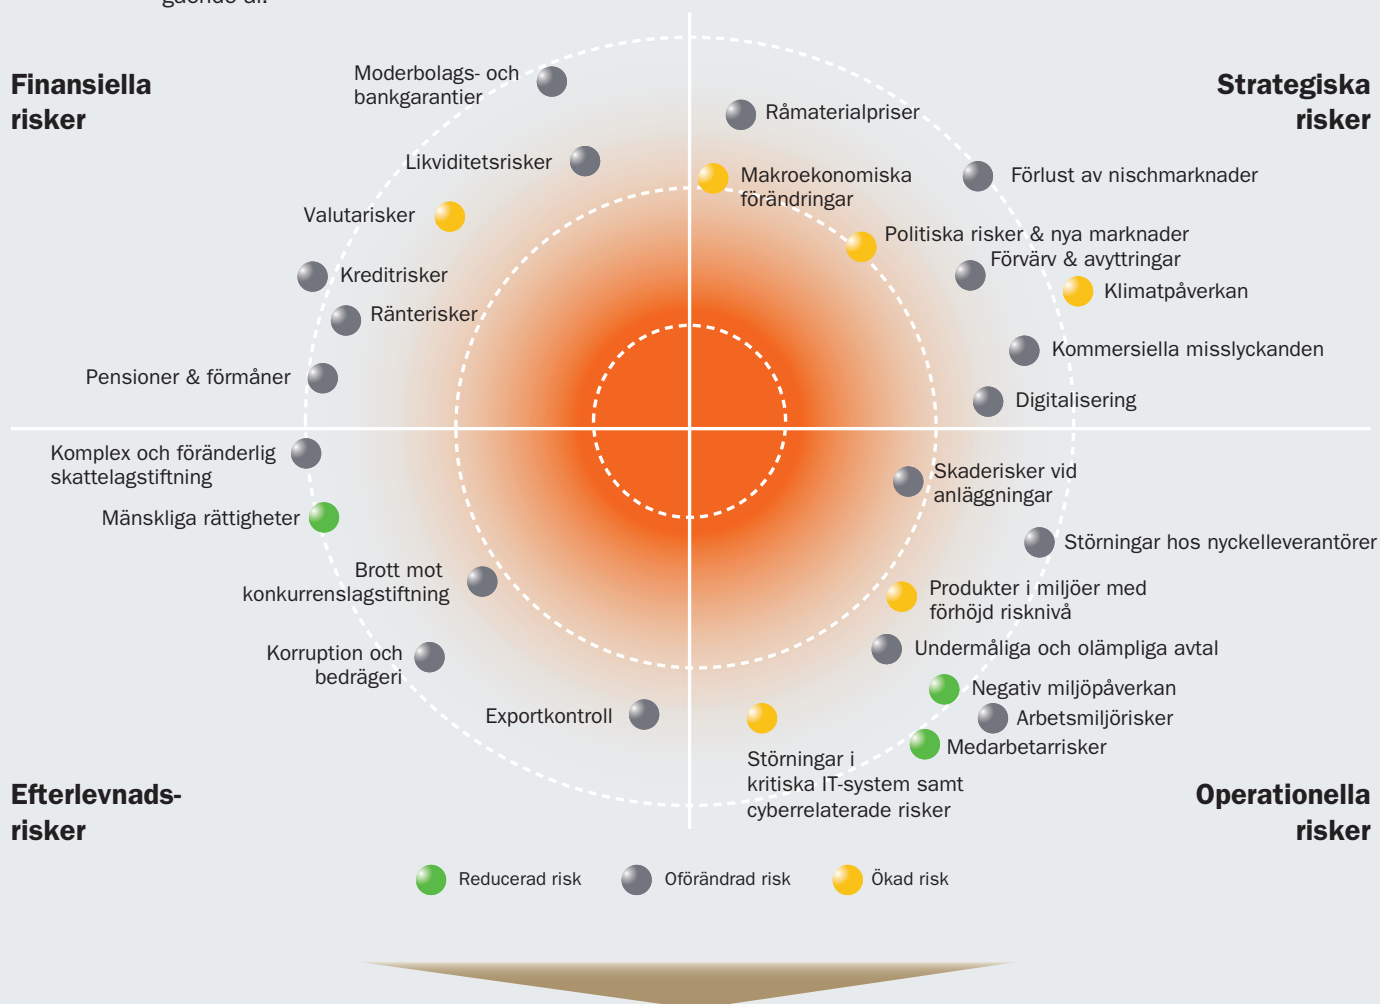 gående år.
Finansiella
risker
Strategiska
risker
Moderbolags- och
bankgarantier
Likviditetsrisker
Valutarisker
Kreditrisker
Ränterisker
Pensioner & förmåner
Råmaterialpriser
Makroekonomiska
förändringar
Förlust av nischmarknader
Politiska risker & nya marknader
Förvärv & avyttringar
Klimatpåverkan
Kommersiella misslyckanden
Digitalisering
Komplex och föränderlig
skattelagstiftning
Mänskliga rättigheter
Brott mot
konkurrenslagstiftning
Korruption och
bedrägeri
Exportkontroll
Skaderisker vid
anläggningar
Störningar hos nyckelleverantörer
Produkter i miljöer med
förhöjd risknivå
Undermåliga och olämpliga avtal
Negativ miljöpåverkan
Arbetsmiljörisker
Medarbetarrisker
Störningar i
kritiska IT-system samt
cyberrelaterade risker
Efterlevnads-
risker
Operationella
risker
Reducerad risk
Oförändrad risk
Ökad risk